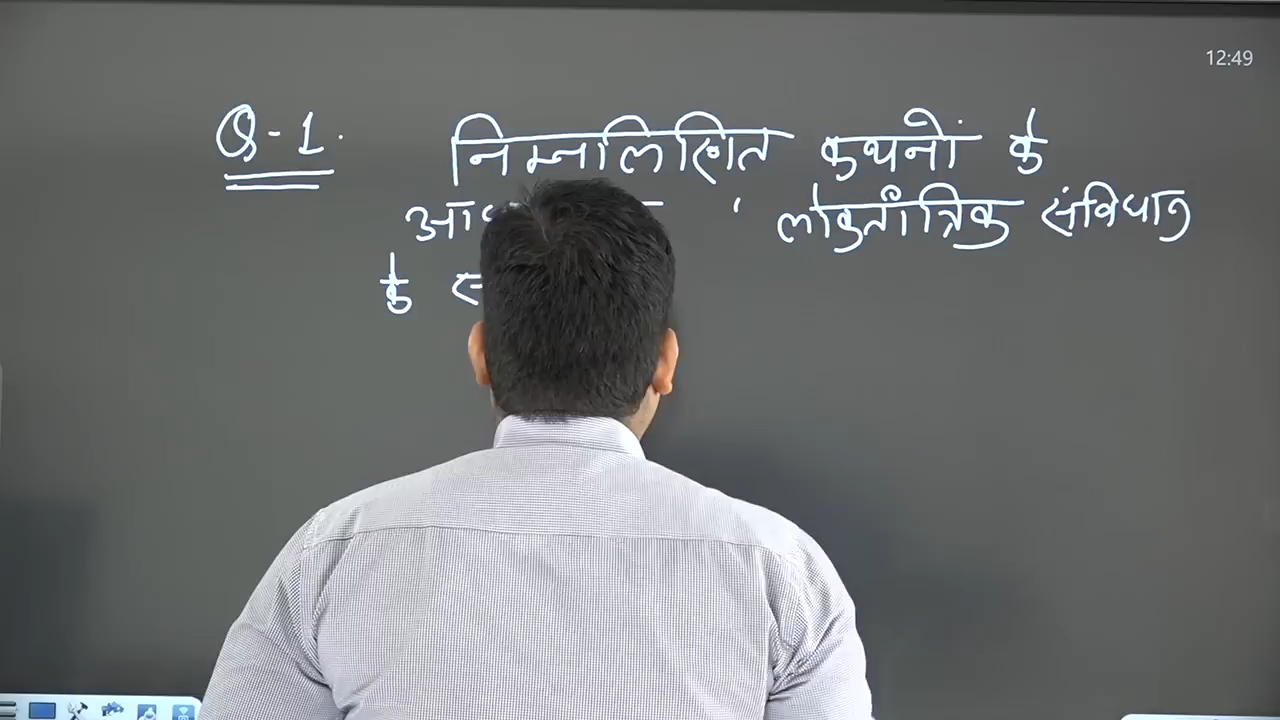 12:49
Q-1. निम्नलिखित कथनों के
लोकतांत्रिक संविधान
के